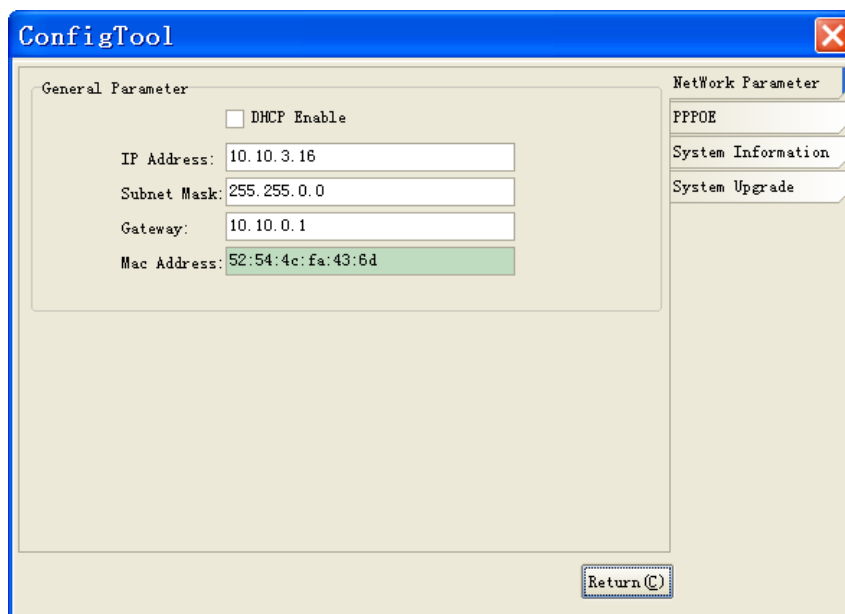 ConfigTool
General Parameter
DHCP Enable
IP Address: 10.10.3.16
Subnet Mask: 255.255.0.0
Gateway: 10.10.0.1
Mac Address: 52:54:4c:fa:43:6d
NetWork Parameter
PPPOE
System Information
System Upgrade
Return(C)